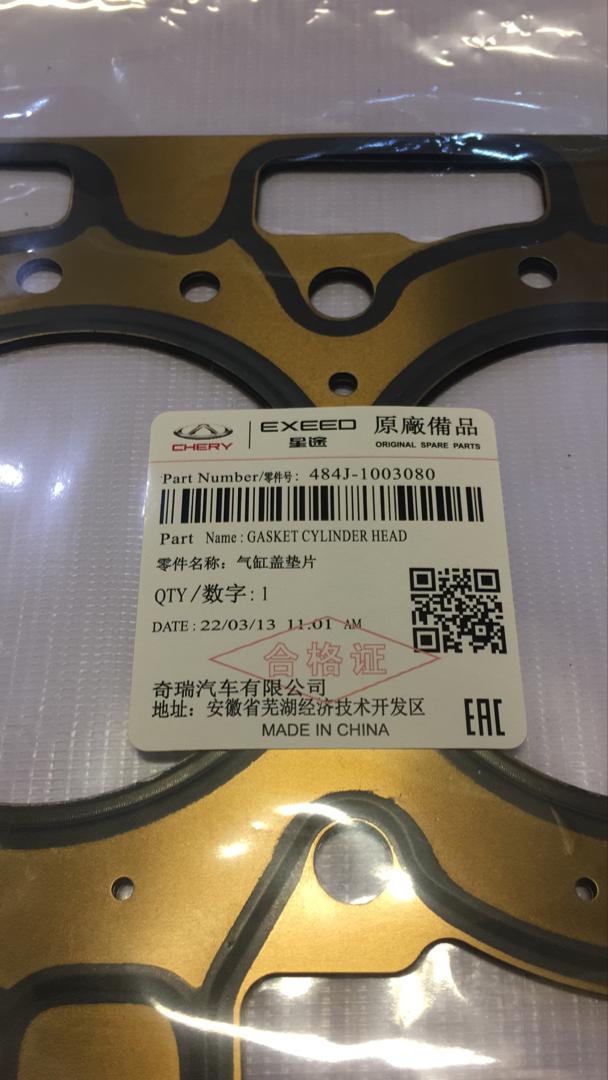 CHERY
EXEED
星途
原廠備品
ORIGINAL SPARE PARTS
Part Number/零件号: 484J-1003080
Part Name : GASKET CYLINDER HEAD
零件名称: 气缸盖垫片
QTY/数字: 1
DATE : 22/03/13 11:01 AM
合格证
奇瑞汽车有限公司
地址: 安徽省芜湖经济技术开发区
MADE IN CHINA
EAC